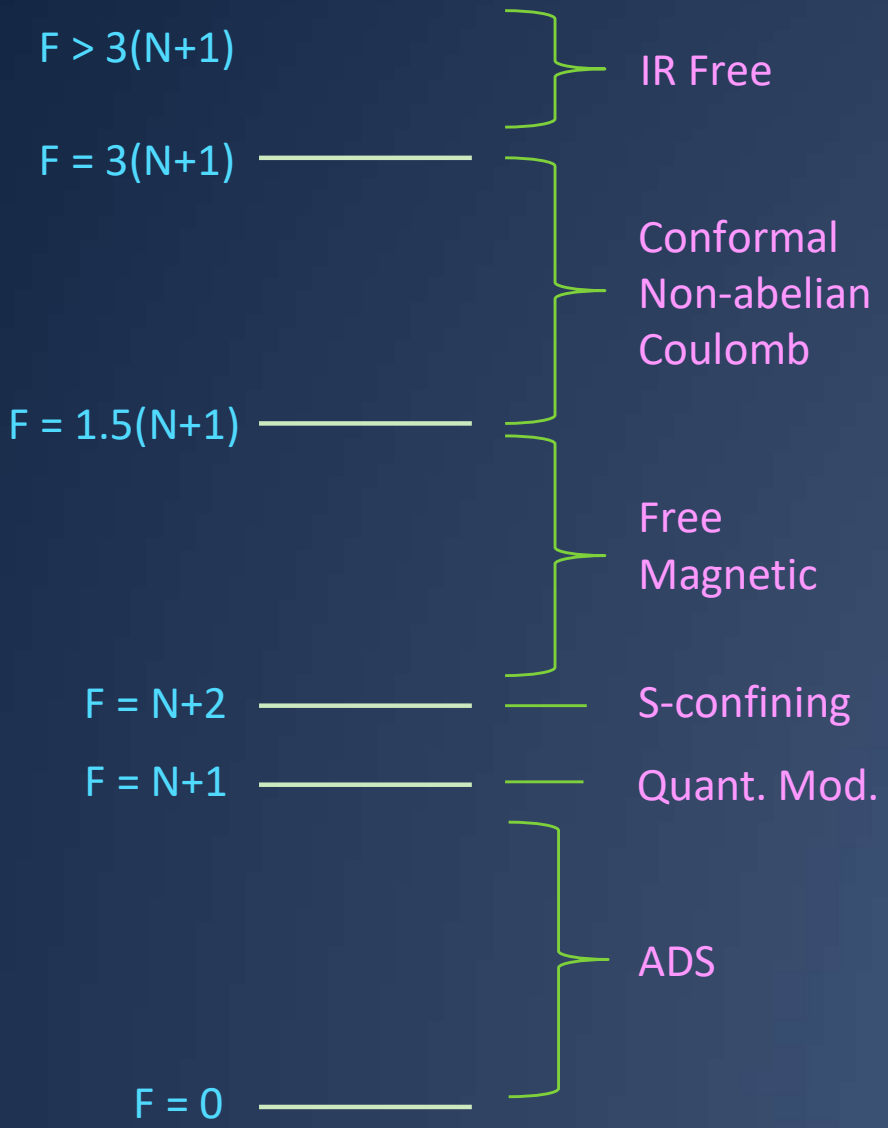 F > 3(N+1)
IR Free
F = 3(N+1)
Conformal
Non-abelian
Coulomb
F = 1.5(N+1)
Free
Magnetic
F = N+2
S-confining
F = N+1
Quant. Mod.
ADS
F = 0